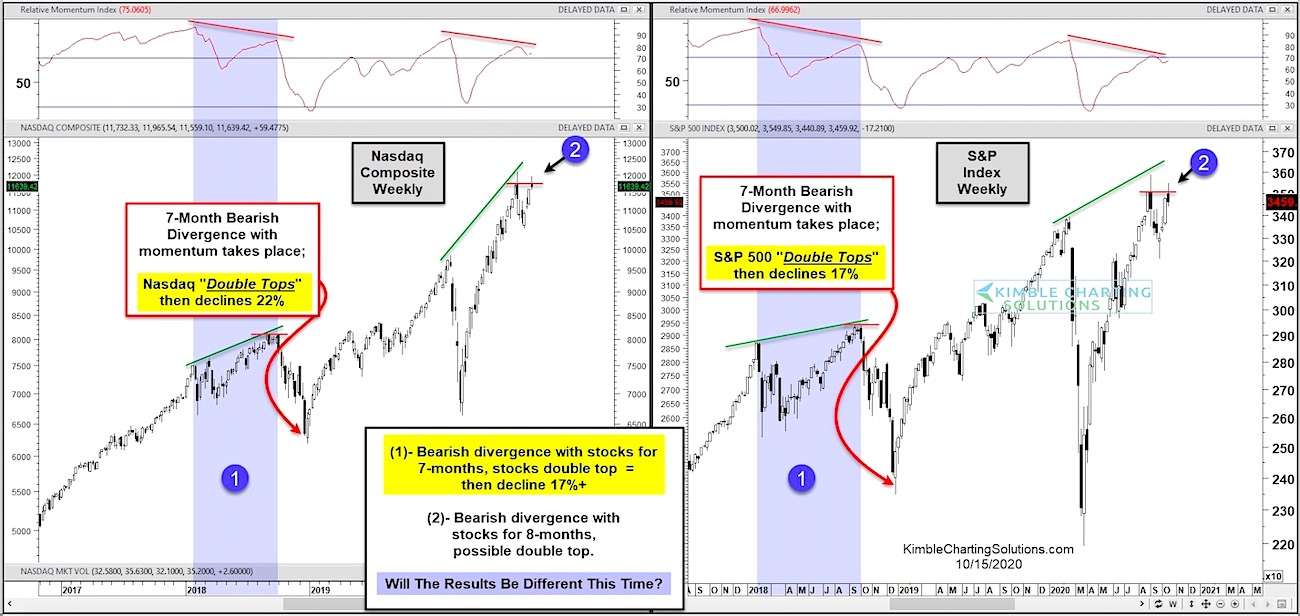 Relative Momentum Index (75.0605)
DELAYED DATA
90
80
70
60
50
40
30
50
NASDAQ COMPOSITE (11,732.33, 11,965.54, 11,559.10, 11,639.42, +59.4775)
DELAYED DATA
13000
12000
11639.42
11639.42
11000
11500
10500
9500
10000
9000
8500
8000
7500
7000
6500
6000
5500
5000
Nasdaq
Composite
Weekly
2
7-Month Bearish
Divergence with
momentum takes place;
Nasdaq "Double Tops"
then declines 22%
1
NASDAQ MKT VOL (32.5800, 35.6300, 32.1000, 35.2000, +2.60000)
2017
2018
2019
Relative Momentum Index (66.9962)
DELAYED DATA
90
80
70
60
50
40
30
50
S&P 500 INDEX (3,500.02, 3,549.85, 3,440.89, 3,459.92, -17.2100)
DELAYED DATA
3700
3650
3550
3500
3400
3350
3300
3250
3200
3150
3100
3050
3000
2950
2900
2850
2780
2750
2700
2650
2600
370
360
350
3459.
340
320
310
300
290
280
270
260
250
240
230
220
x10
S&P
Index
Weekly
2
7-Month Bearish
Divergence with
momentum takes place;
S&P 500 "Double Tops"
then declines 17%
KIMBLE CHARTING
SOLUTIONS
1
(1)- Bearish divergence with stocks for
7-months, stocks double top =
then decline 17%+
(2)- Bearish divergence with
stocks for 8-months,
possible double top.
Will The Results Be Different This Time?
KimbleChartingSolutions.com
10/15/2020
A S O N D 2018 A M J J A S O N D 2019 A M J J A S O N D 2020 M A M J J A S O N D 2021 M A M
W